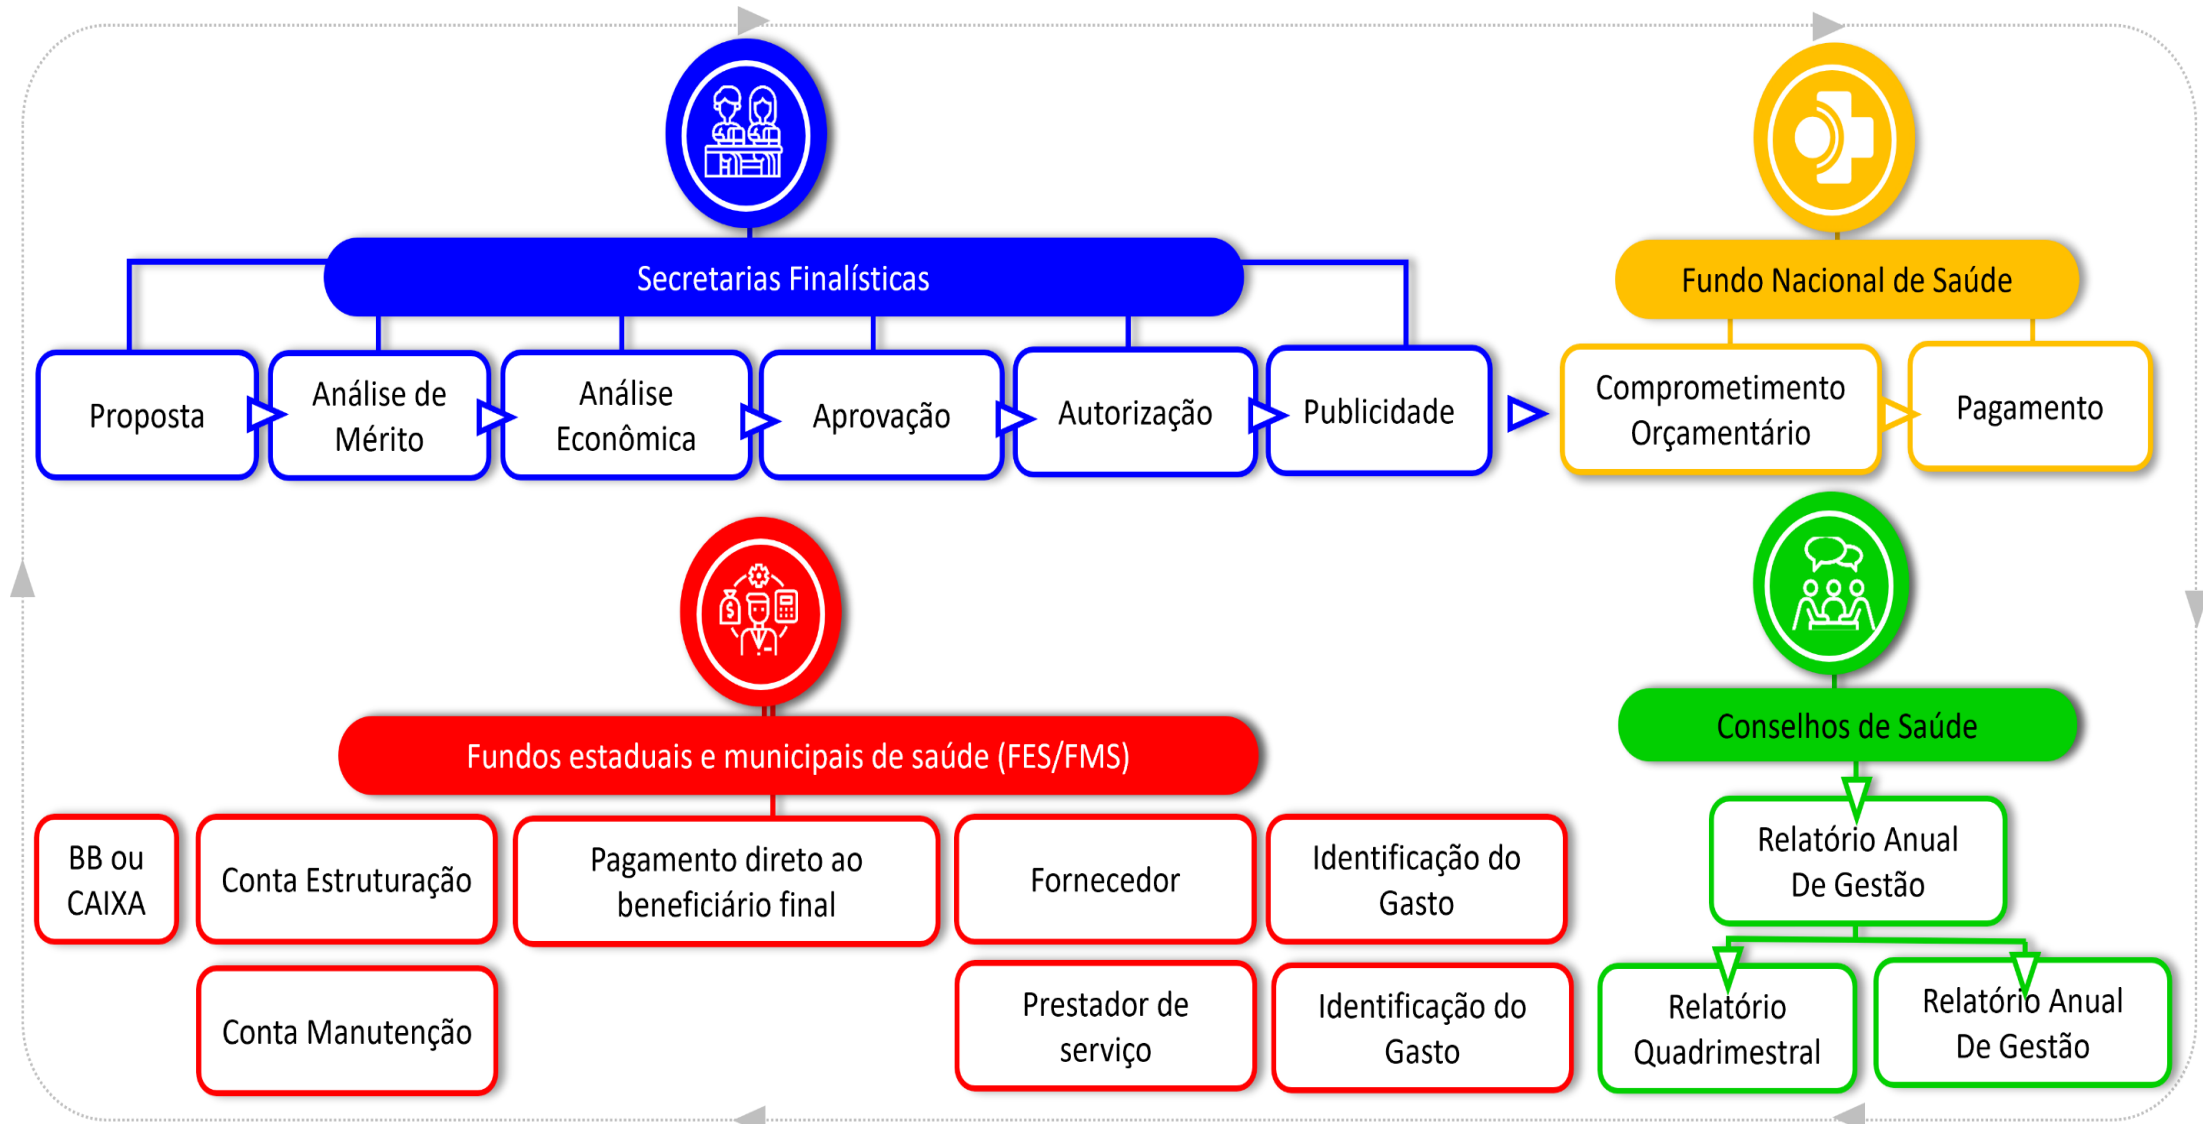 Secretarias Finalísticas
Proposta
Análise de
Mérito
Análise
Econômica
Aprovação
Autorização
Publicidade
Fundo Nacional de Saúde
Comprometimento
Orçamentário
Pagamento
Fundos estaduais e municipais de saúde (FES/FMS)
BB ou
CAIXA
Conta Estruturação
Conta Manutenção
Pagamento direto ao
beneficiário final
Fornecedor
Identificação do
Gasto
Prestador de
serviço
Identificação do
Gasto
Conselhos de Saúde
Relatório Anual
De Gestão
Relatório
Quadrimestral
Relatório Anual
De Gestão